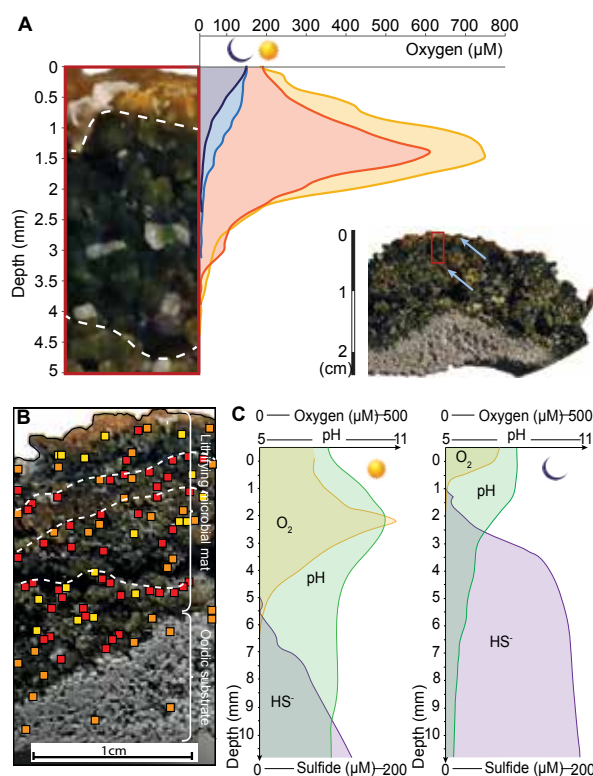 A
0 100 200 300 400 500 600 700 800
Oxygen (µM)
0
0.5
1
1.5
2
2.5
3
3.5
4
4.5
5
Depth (mm)
0
1
2
(cm)
B
Lithifying microbial mat
Ooidic substrate
1cm
C
0 Oxygen (µM) 500
5 pH 11
0
1
2
3
4
5
6
7
8
9
10
Depth (mm)
O2
pH
HS-
0 Sulfide (µM) 200
0 Oxygen (µM) 500
5 pH 11
0
1
2
3
4
5
6
7
8
9
10
Depth (mm)
O2
pH
HS-
0 Sulfide (µM) 200